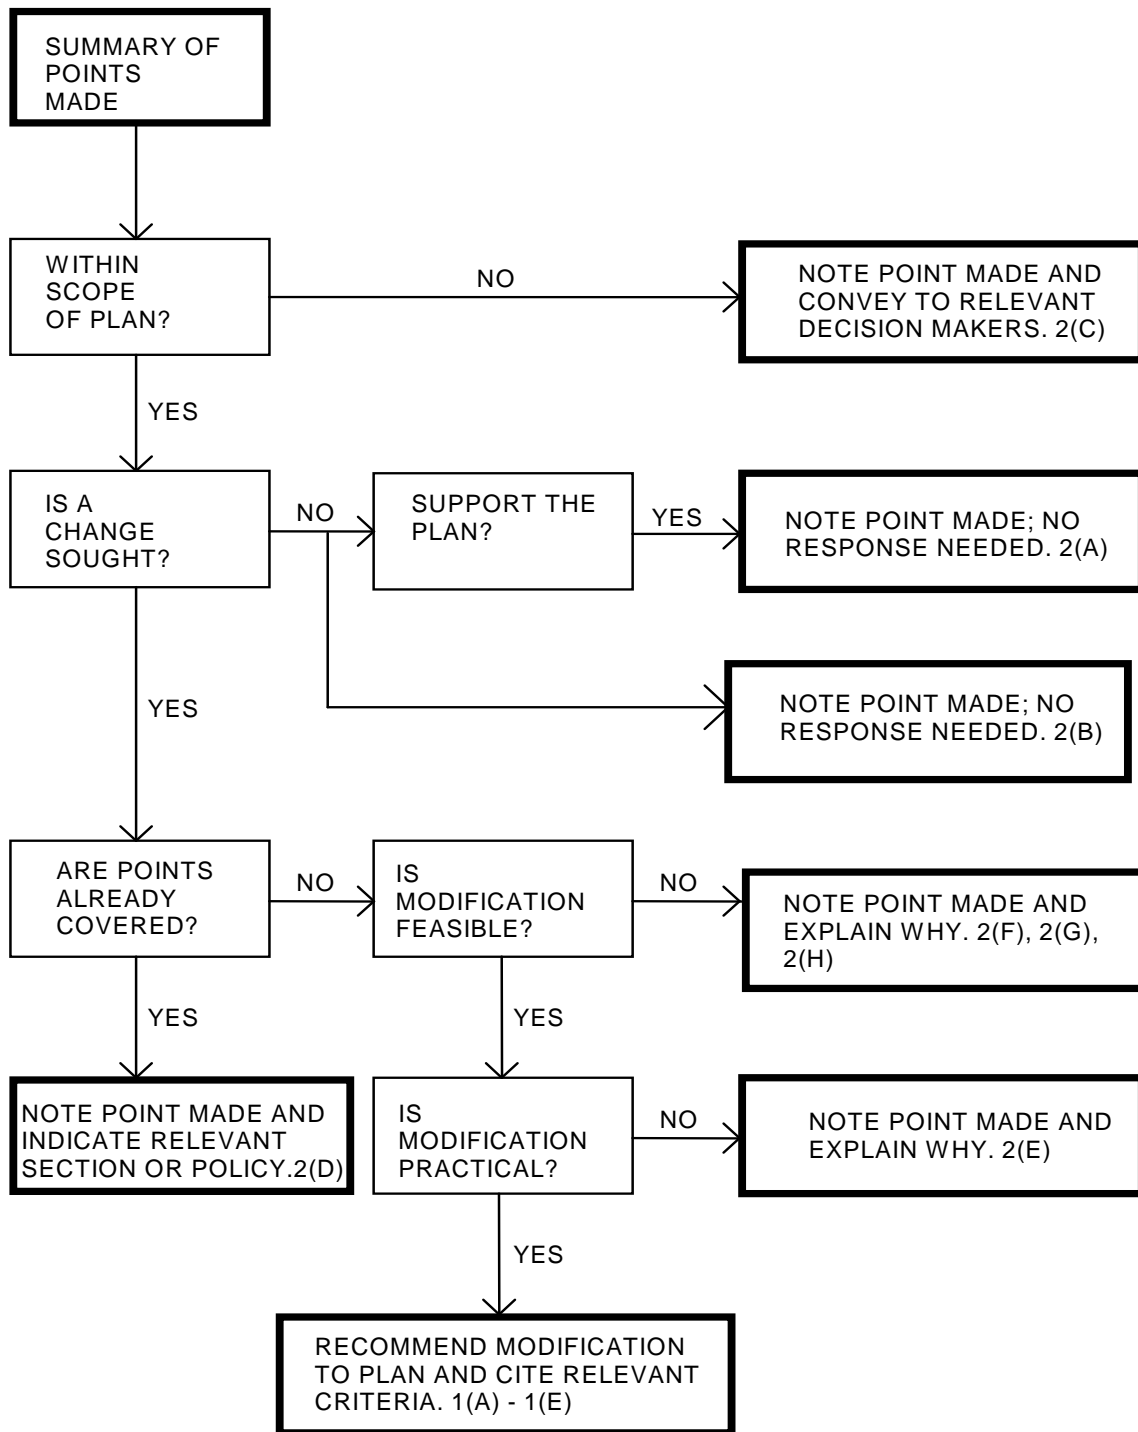 SUMMARY OF
POINTS
MADE
WITHIN
SCOPE
OF PLAN?
NO
NOTE POINT MADE AND
CONVEY TO RELEVANT
DECISION MAKERS. 2(C)
YES
IS A
CHANGE
SOUGHT?
NO
SUPPORT THE
PLAN?
YES
NOTE POINT MADE; NO
RESPONSE NEEDED. 2(A)
NOTE POINT MADE; NO
RESPONSE NEEDED. 2(B)
YES
ARE POINTS
ALREADY
COVERED?
NO
IS
MODIFICATION
FEASIBLE?
NO
NOTE POINT MADE AND
EXPLAIN WHY. 2(F), 2(G),
2(H)
YES
YES
NOTE POINT MADE AND
INDICATE RELEVANT
SECTION OR POLICY.2(D)
IS
MODIFICATION
PRACTICAL?
NO
NOTE POINT MADE AND
EXPLAIN WHY. 2(E)
YES
RECOMMEND MODIFICATION
TO PLAN AND CITE RELEVANT
CRITERIA. 1(A) - 1(E)